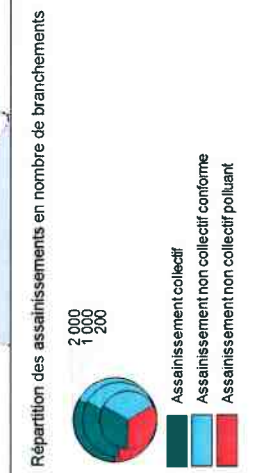 Répartition des assainissements en nombre de branchements
2 000
1 000
200
Assainissement collectif
Assainissement non collectif conforme
Assainissement non collectif polluant